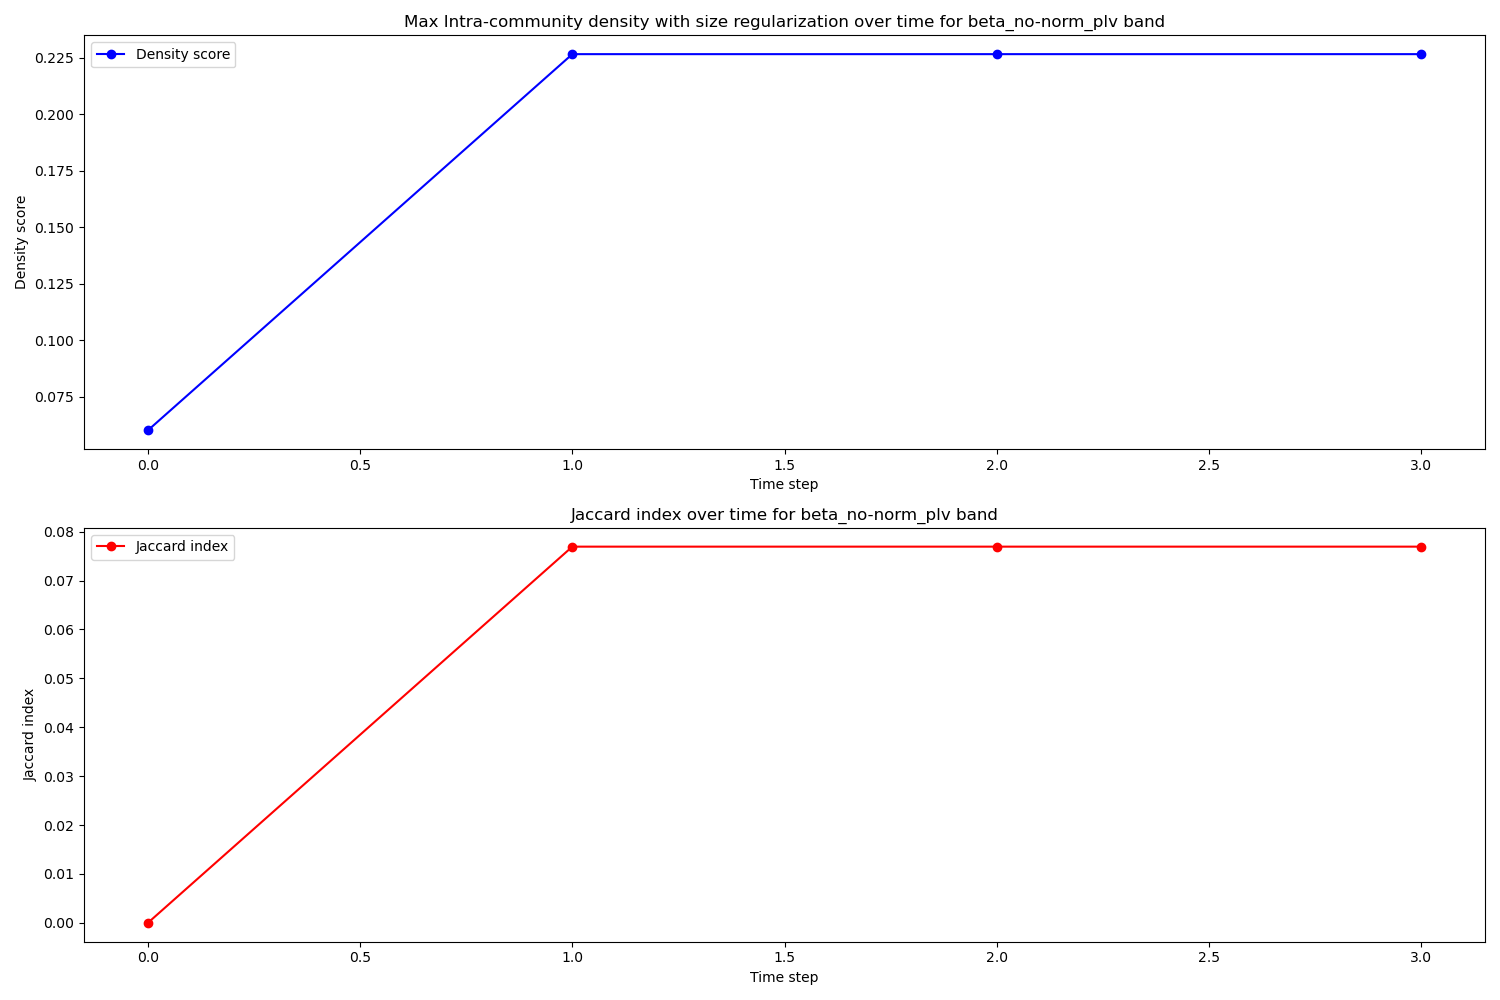 Max Intra-community density with size regularization over time for beta_no-norm_plv band
Density score
0.225
0.200
0.175
0.150
0.125
0.100
0.075
Density score
0.0 0.5 1.0 1.5 2.0 2.5 3.0
Time step
Jaccard index over time for beta_no-norm_plv band
Jaccard index
0.08
0.07
0.06
0.05
0.04
0.03
0.02
0.01
0.00
Jaccard index
0.0 0.5 1.0 1.5 2.0 2.5 3.0
Time step